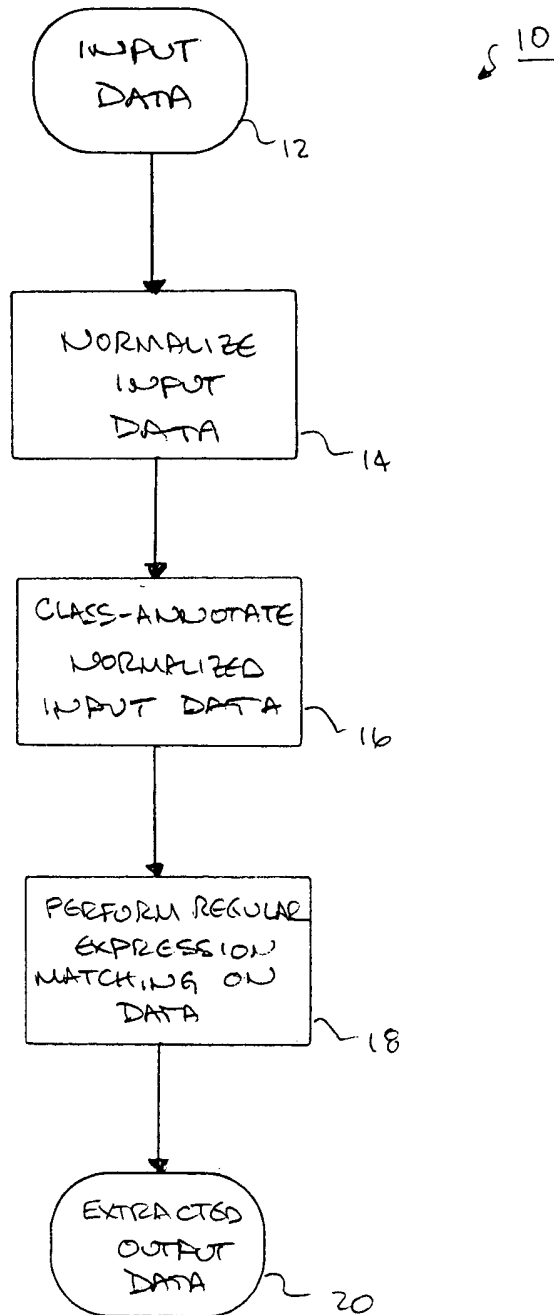 10
INPUT
DATA
12
NORMALIZE
INPUT
DATA
14
CLASS-ANNOTATE
NORMALIZED
INPUT DATA
16
PERFORM REGULAR
EXPRESSION
MATCHING ON
DATA
18
EXTRACTED
OUTPUT
DATA
20